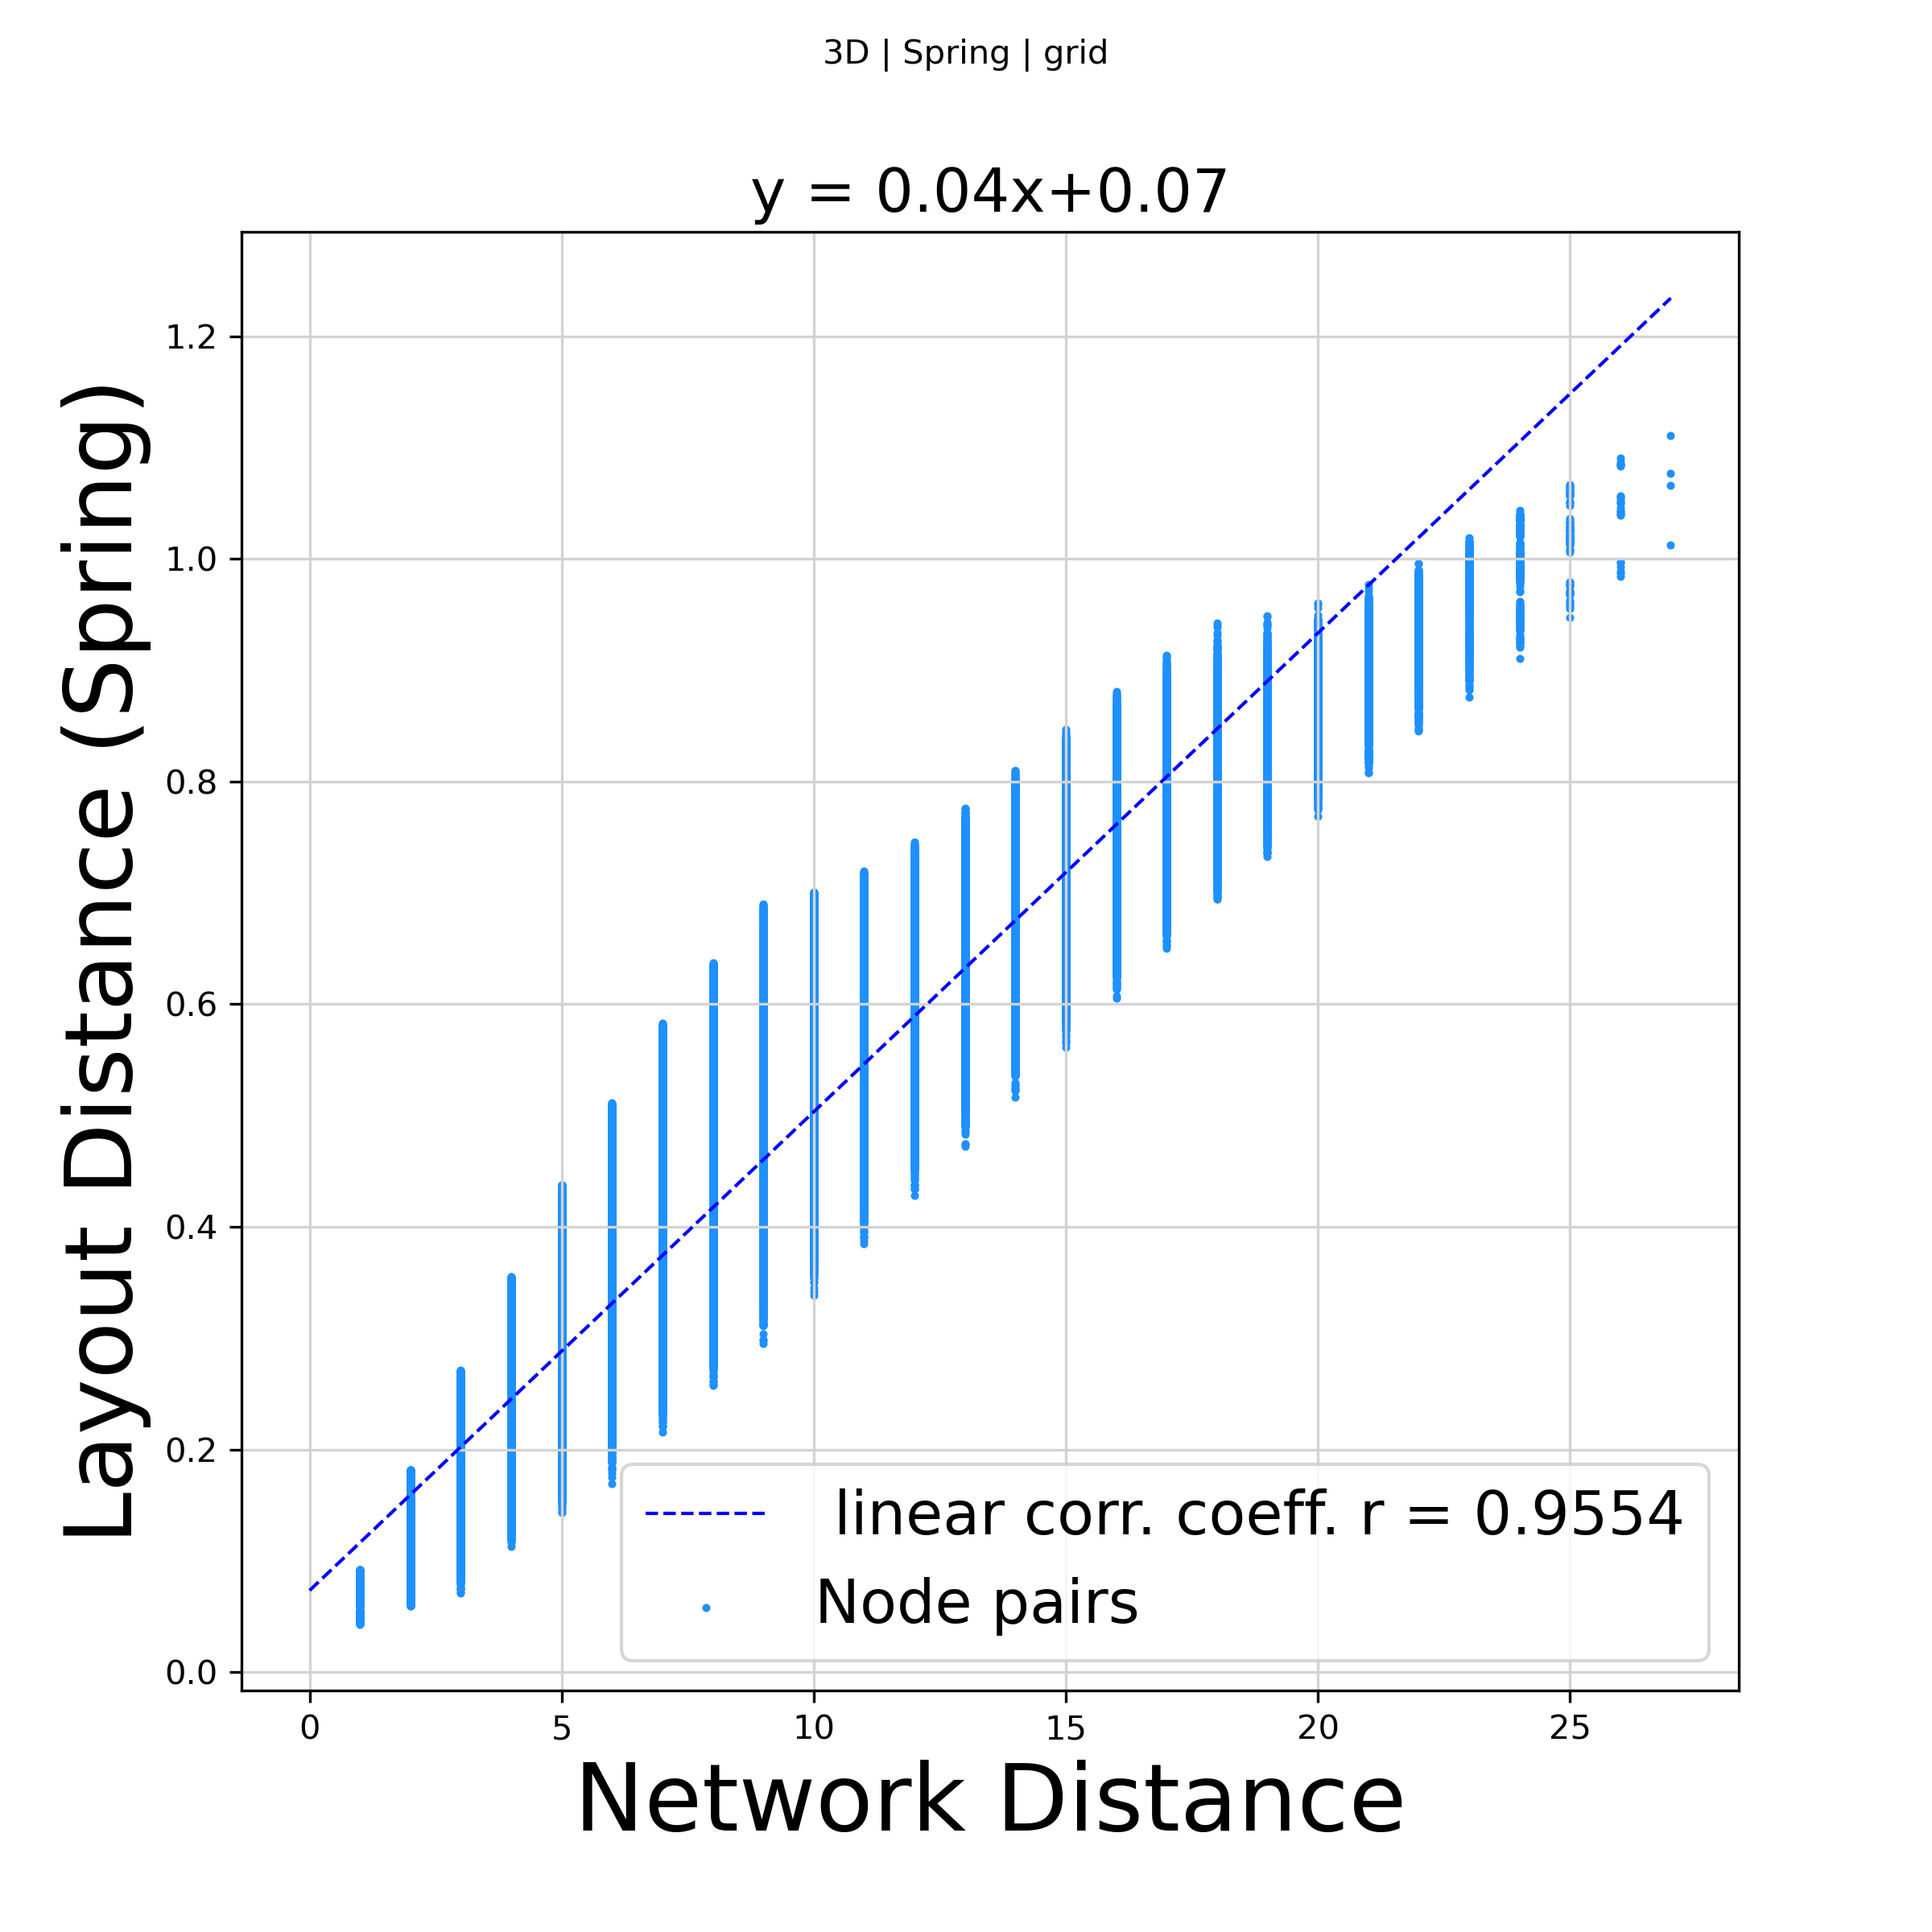 3D | Spring | grid
y = 0.04x+0.07
Layout Distance (Spring)
1.2
1.0
0.8
0.6
0.4
0.2
0.0
linear corr. coeff. r = 0.9554
Node pairs
0 5 10 15 20 25
Network Distance